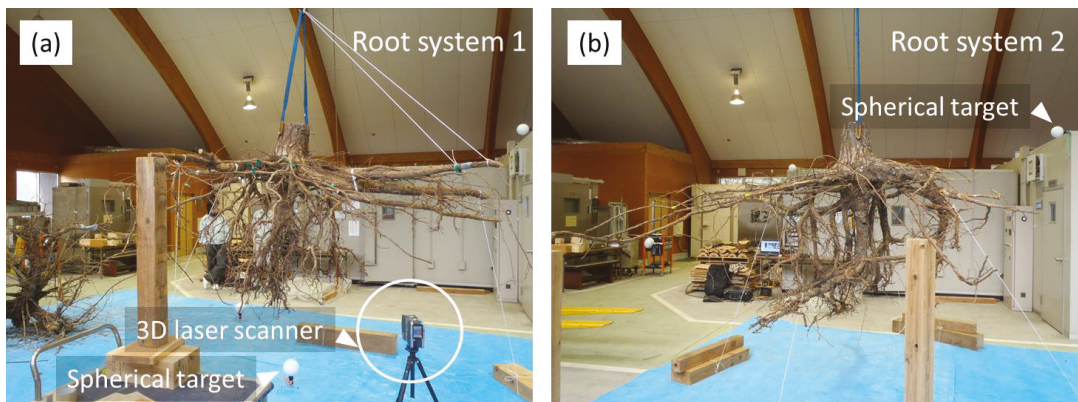 (a)
Root system 1
3D laser scanner
Spherical target
(b)
Root system 2
Spherical target